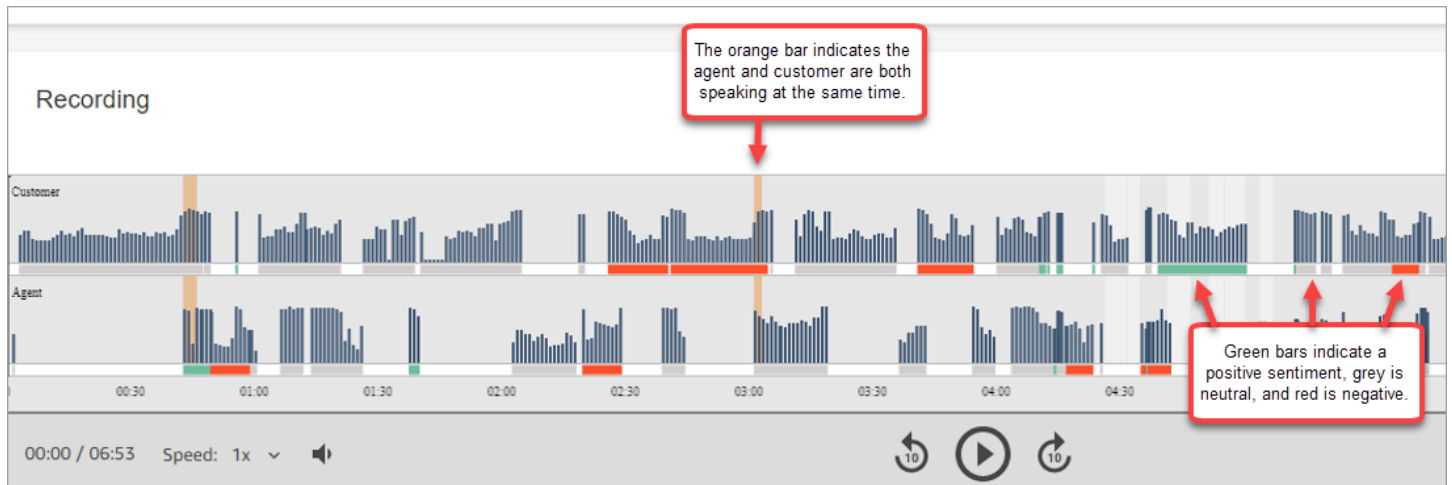 The orange bar indicates the
agent and customer are both
speaking at the same time.
Recording
Customer
Agent
Green bars indicate a
positive sentiment, grey is
neutral, and red is negative.
00:30 01:00 01:30 02:00 02:30 03:00 03:30 04:00 04:30
00:00 / 06:53 Speed: 1x
10 10